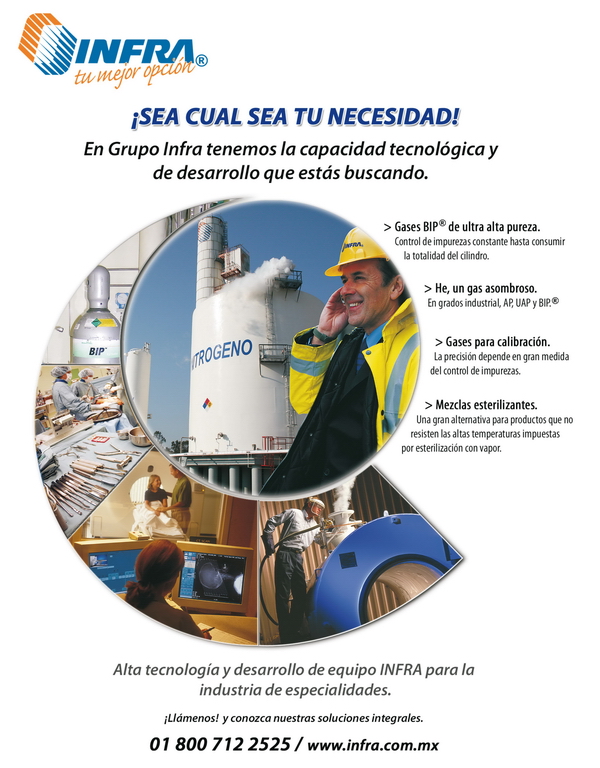 INFRA®
tu mejor opción
¡SEA CUAL SEA TU NECESIDAD!
En Grupo Infra tenemos la capacidad tecnológica y
de desarrollo que estás buscando.
> Gases BIP® de ultra alta pureza.
Control de impurezas constante hasta consumir
la totalidad del cilindro.
> He, un gas asombroso.
En grados industrial, AP, UAP y BIP.®
> Gases para calibración.
La precisión depende en gran medida
del control de impurezas.
> Mezclas esterilizantes.
Una gran alternativa para productos que no
resisten las altas temperaturas impuestas
por esterilización con vapor.
INFRA
ITROGENO
BIP
Alta tecnología y desarrollo de equipo INFRA para la
industria de especialidades.
¡Llámenos! y conozca nuestras soluciones integrales.
01 800 712 2525 / www.infra.com.mx